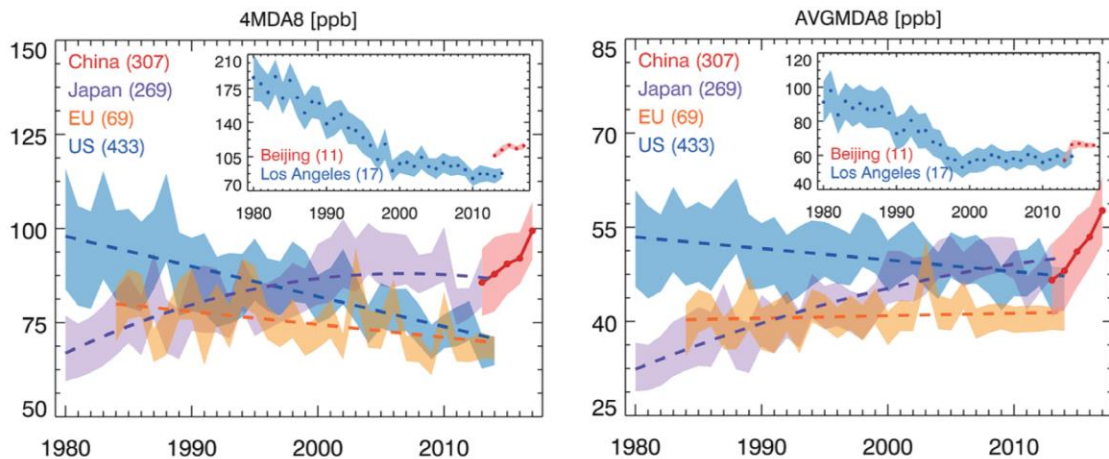 4MDA8 [ppb]
150
125
100
75
50
China (307)
Japan (269)
EU (69)
US (433)
210
175
140
105
70
Beijing (11)
Los Angeles (17)
1980 1990 2000 2010
1980 1990 2000 2010
AVGMDA8 [ppb]
85
70
55
40
25
China (307)
Japan (269)
EU (69)
US (433)
120
100
80
60
40
Beijing (11)
Los Angeles (17)
1980 1990 2000 2010
1980 1990 2000 2010